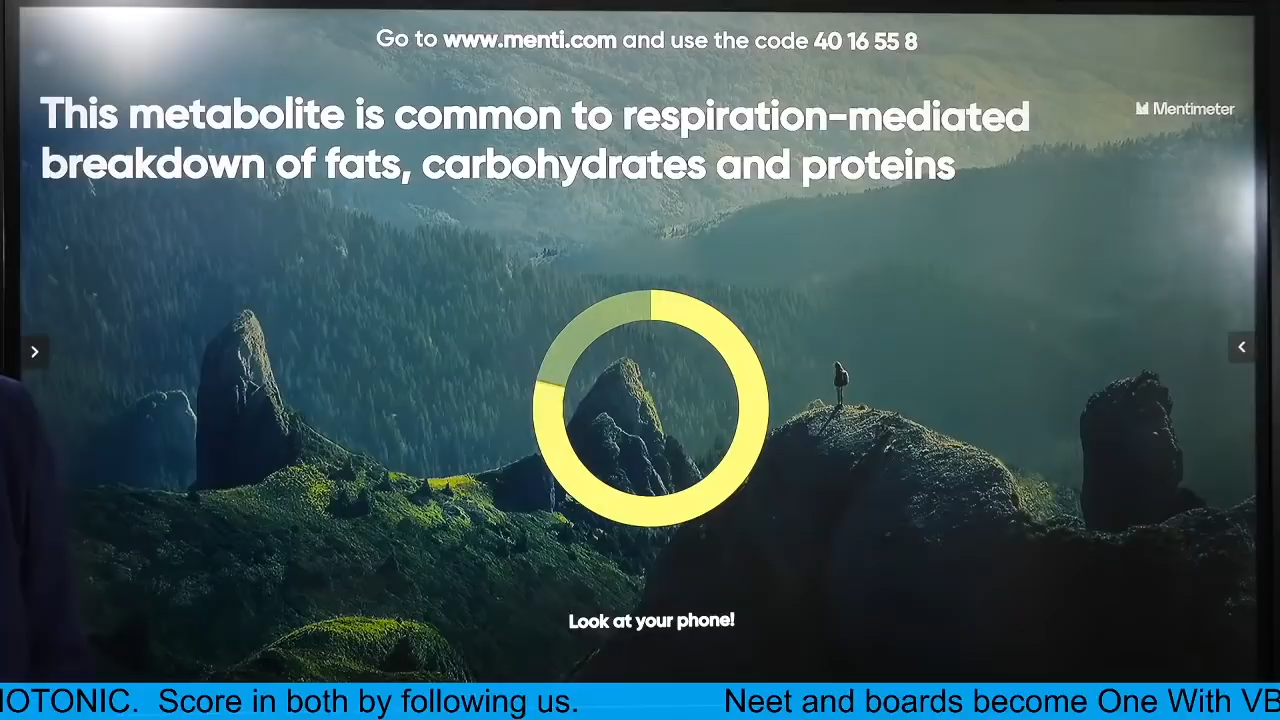 Go to www.menti.com and use the code 40 16 55 8
This metabolite is common to respiration-mediated
Mentimeter
breakdown of fats, carbohydrates and proteins
Look at your phone!
IOTONIC. Score in both by following us. Neet and boards become One With VB